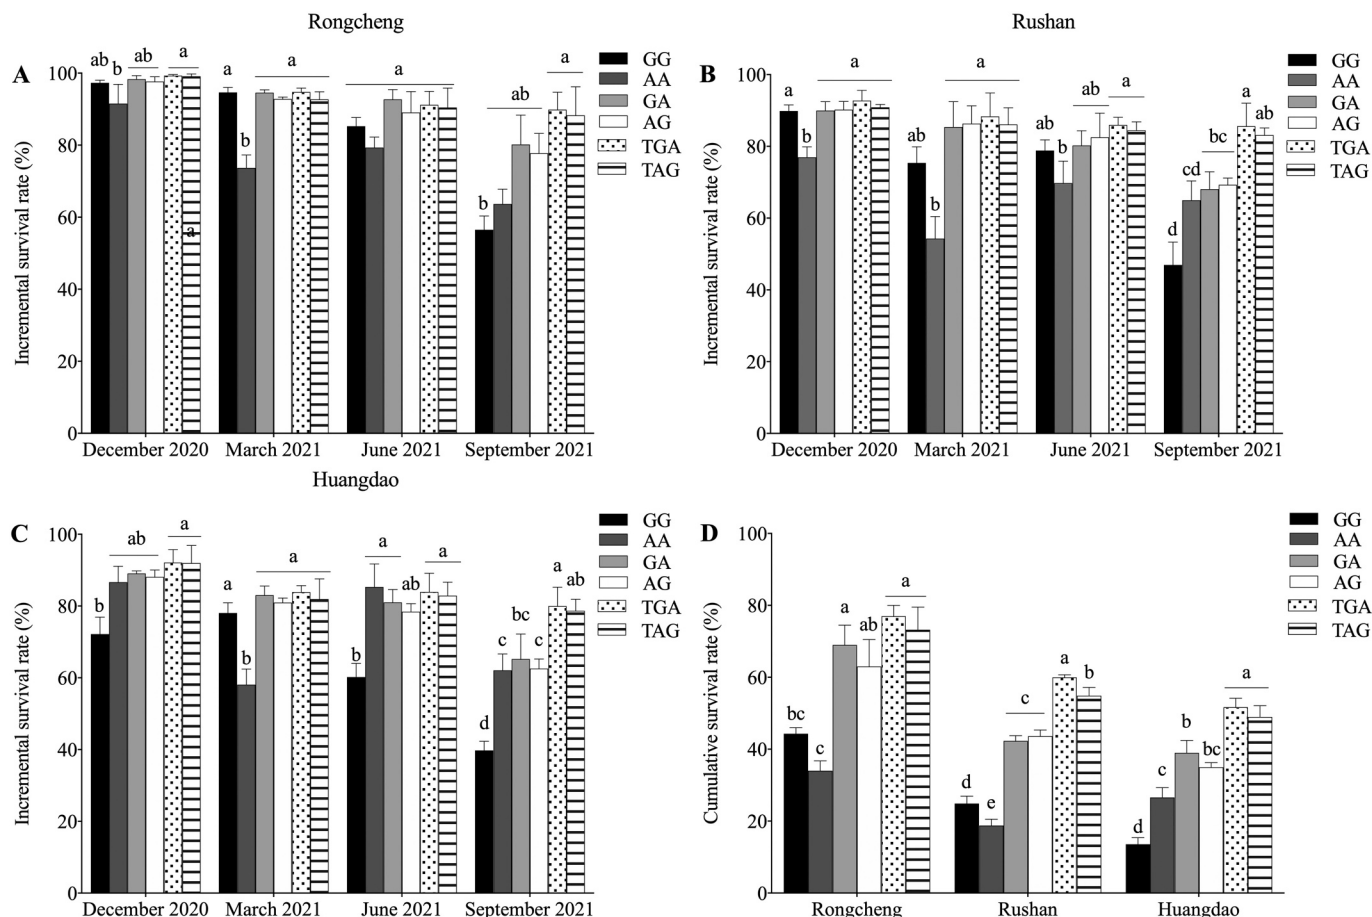 Rongcheng
A
Incremental survival rate (%)
100
80
60
40
20
0
ab
b
ab
a
a
a
b
a
a
b
ab
a
GG
AA
GA
AG
TGA
TAG
December 2020
March 2021
June 2021
September 2021
Rushan
B
Incremental survival rate (%)
100
80
60
40
20
0
a
b
a
ab
b
a
ab
b
ab
a
d
cd
bc
a
ab
GG
AA
GA
AG
TGA
TAG
December 2020
March 2021
June 2021
September 2021
Huangdao
C
Incremental survival rate (%)
100
80
60
40
20
0
b
ab
a
a
b
a
b
a
ab
a
d
c
bc
c
a
ab
GG
AA
GA
AG
TGA
TAG
December 2020
March 2021
June 2021
September 2021
D
Cumulative survival rate (%)
100
80
60
40
20
0
bc
c
a
ab
a
d
e
c
a
b
d
c
b
bc
a
GG
AA
GA
AG
TGA
TAG
Rongcheng
Rushan
Huangdao